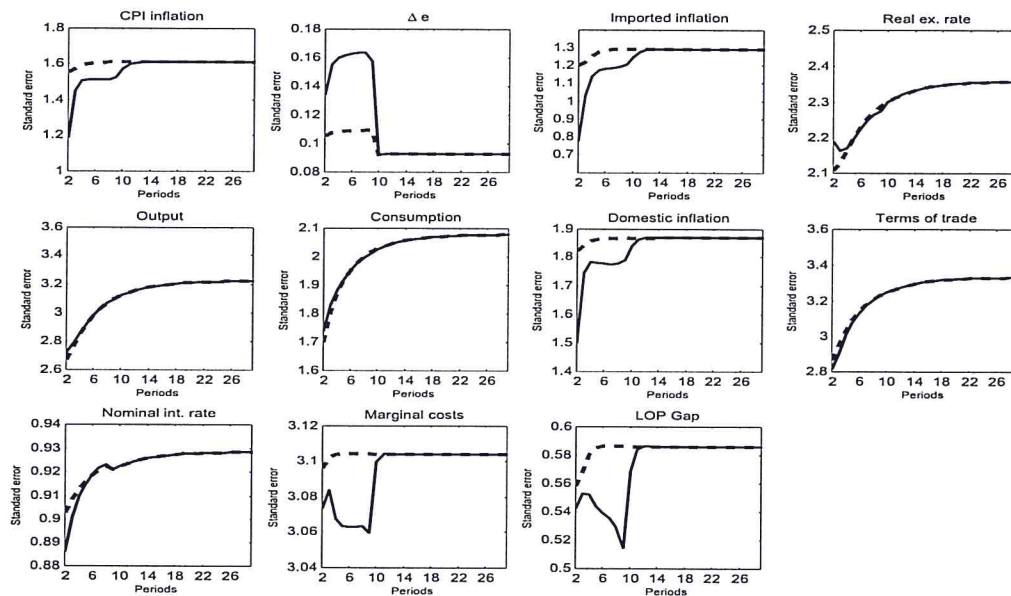 CPI inflation
Standard error
1.8
1.6
1.4
1.2
1
2 6 10 14 18 22 26
Periods
Δ e
Standard error
0.18
0.16
0.14
0.12
0.1
0.08
2 6 10 14 18 22 26
Periods
Imported inflation
Standard error
1.3
1.2
1.1
1
0.9
0.8
0.7
2 6 10 14 18 22 26
Periods
Real ex. rate
Standard error
2.5
2.4
2.3
2.2
2.1
2 6 10 14 18 22 26
Periods
Output
Standard error
3.6
3.4
3.2
3
2.8
2.6
2 6 10 14 18 22 26
Periods
Consumption
Standard error
2.1
2
1.9
1.8
1.7
1.6
2 6 10 14 18 22 26
Periods
Domestic inflation
Standard error
1.9
1.8
1.7
1.6
1.5
1.4
2 6 10 14 18 22 26
Periods
Terms of trade
Standard error
3.6
3.4
3.2
3
2.8
2 6 10 14 18 22 26
Periods
Nominal int. rate
Standard error
0.94
0.93
0.92
0.91
0.9
0.89
0.88
2 6 10 14 18 22 26
Periods
Marginal costs
Standard error
3.12
3.1
3.08
3.06
3.04
2 6 10 14 18 22 26
Periods
LOP Gap
Standard error
0.6
0.58
0.56
0.54
0.52
0.5
2 6 10 14 18 22 26
Periods